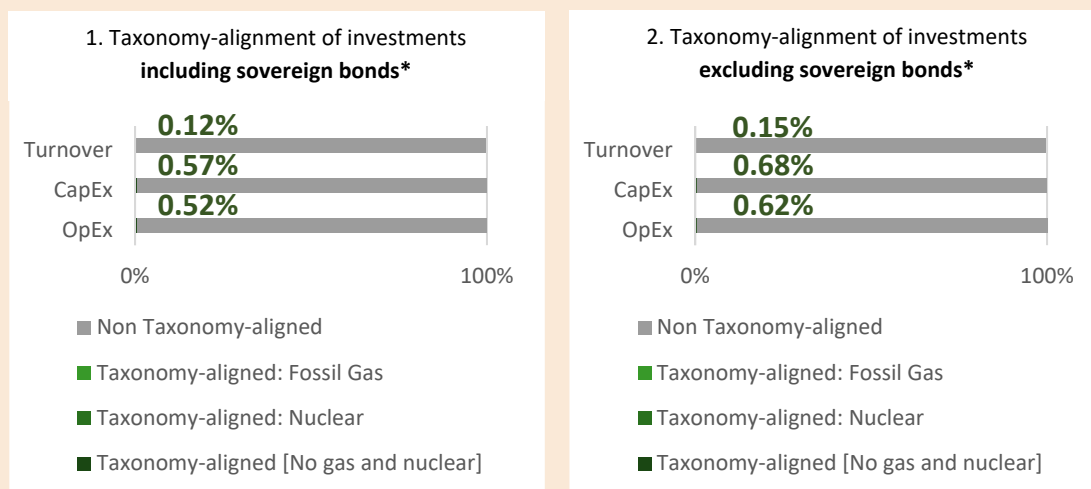 1. Taxonomy-alignment of investments
including sovereign bonds*
0.12%
Turnover
0.57%
CapEx
0.52%
OpEx
0%
100%
Non Taxonomy-aligned
Taxonomy-aligned: Fossil Gas
Taxonomy-aligned: Nuclear
Taxonomy-aligned [No gas and nuclear]
2. Taxonomy-alignment of investments
excluding sovereign bonds*
0.15%
Turnover
0.68%
CapEx
0.62%
OpEx
0%
100%
Non Taxonomy-aligned
Taxonomy-aligned: Fossil Gas
Taxonomy-aligned: Nuclear
Taxonomy-aligned [No gas and nuclear]